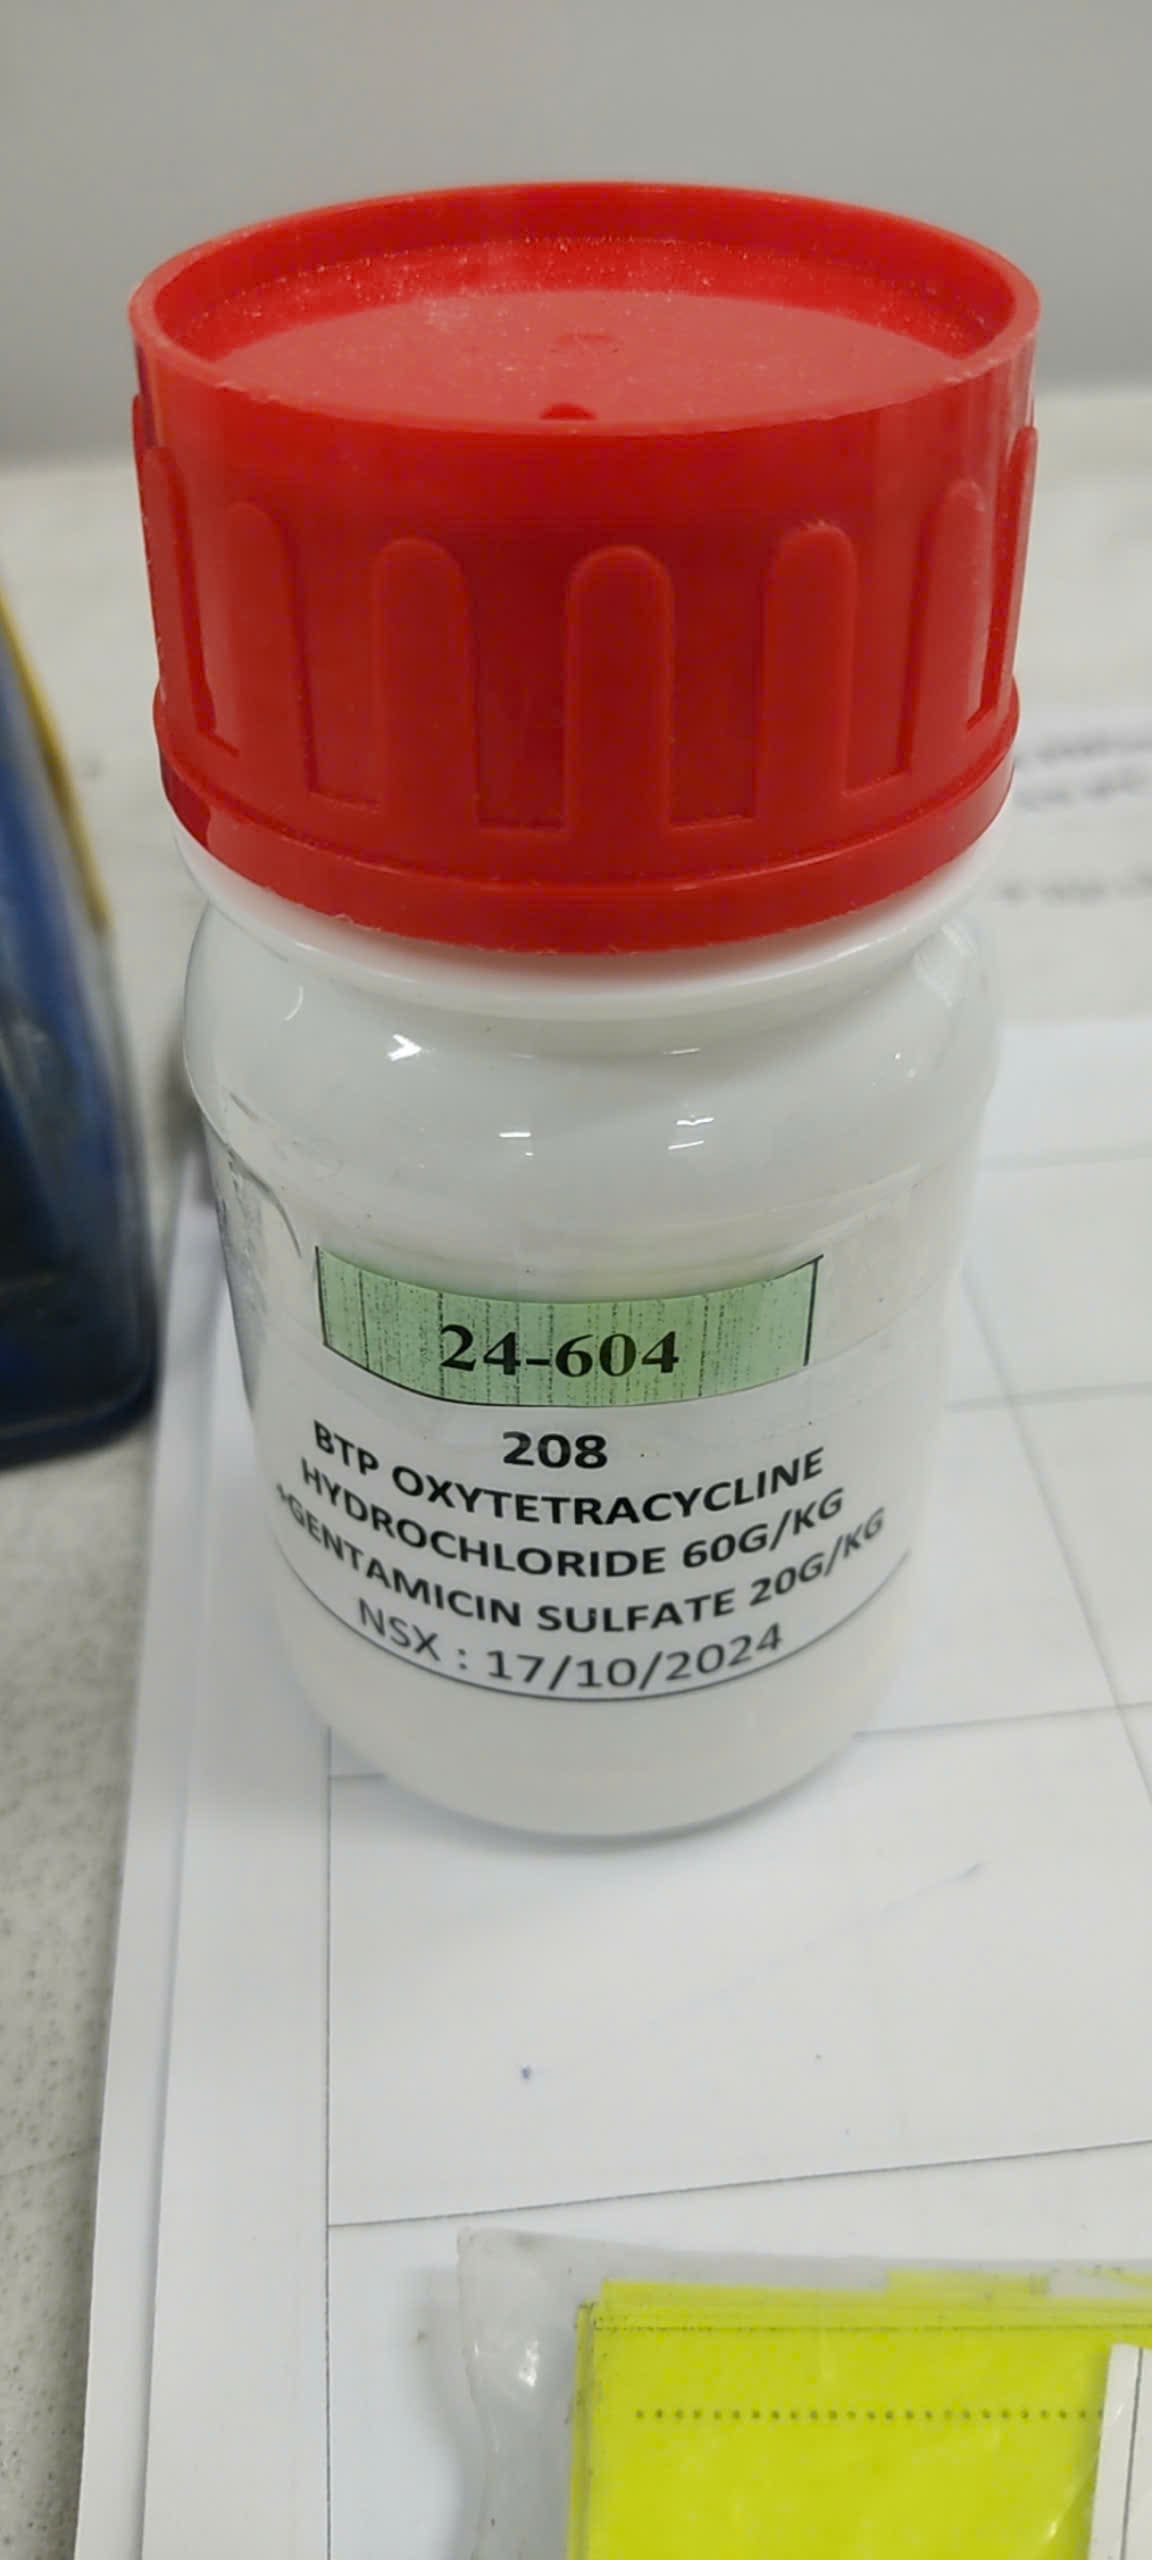 24-604
208
BTP OXYTETRACYCLINE
HYDROCHLORIDE 60G/KG
+GENTAMICIN SULFATE 20G/KG
NSX : 17/10/2024